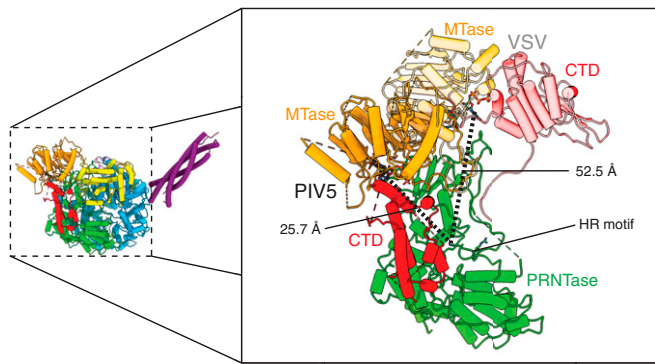 MTase
VSV
CTD
MTase
52.5 Å
PIV5
25.7 Å
HR motif
CTD
PRNTase